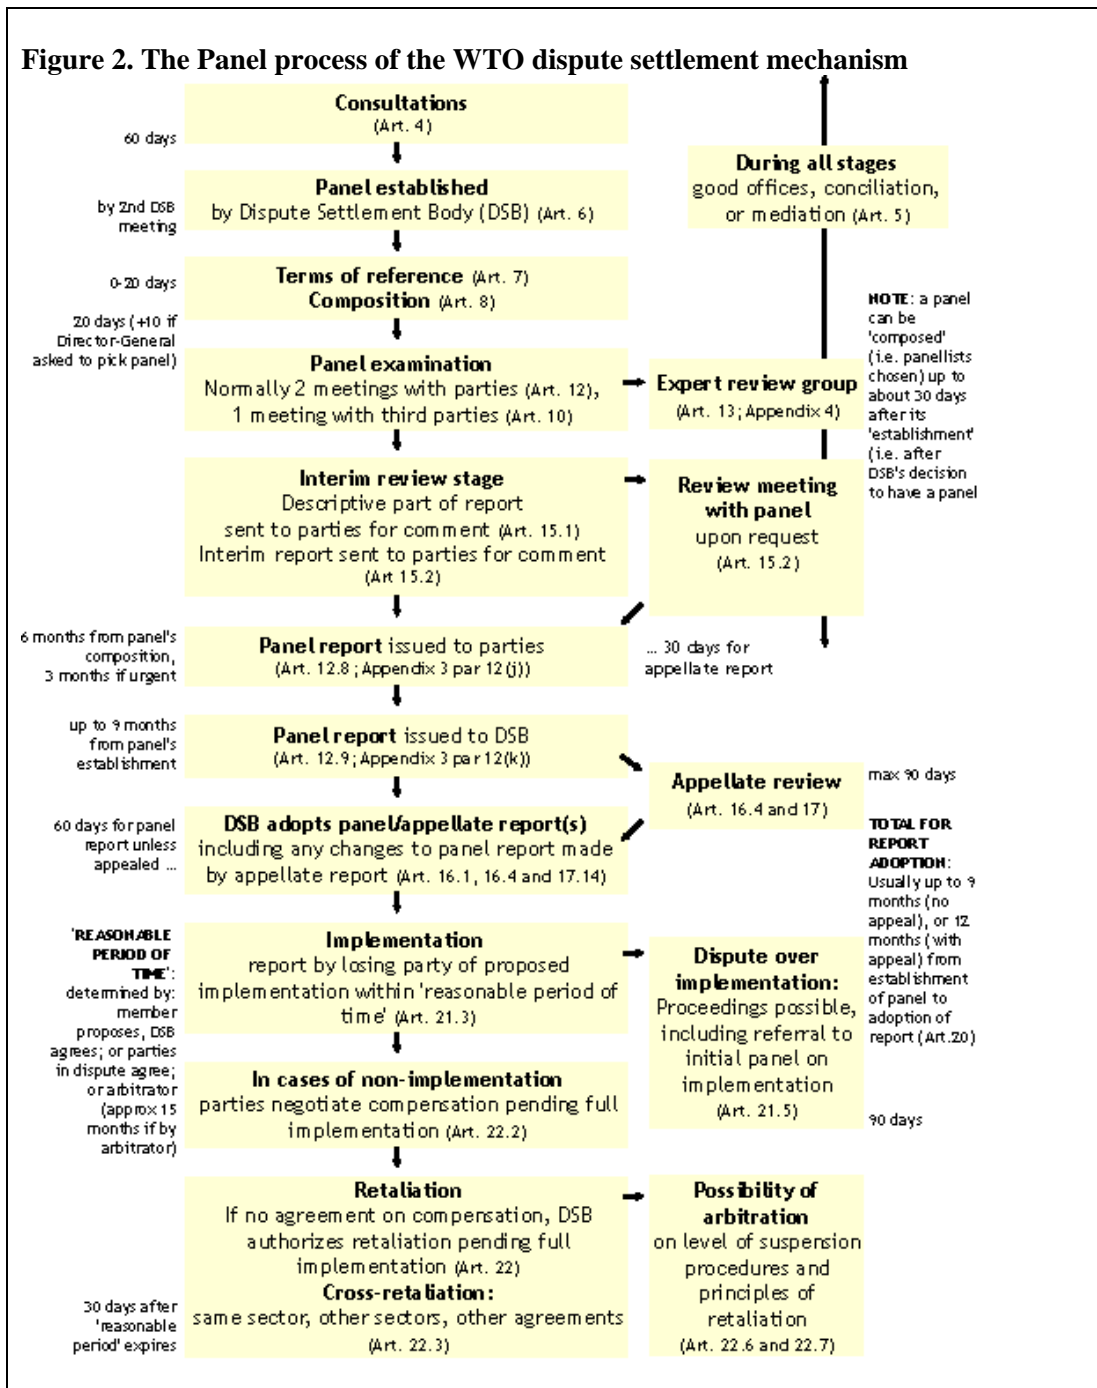 Figure 2. The Panel process of the WTO dispute settlement mechanism
Consultations
(Art. 4)
60 days
During all stages
good offices, conciliation,
or mediation (Art. 5)
Panel established
by Dispute Settlement Body (DSB) (Art. 6)
by 2nd DSB
meeting
Terms of reference (Art. 7)
Composition (Art. 8)
0-20 days
20 days (+10 if
Director-General
asked to pick panel)
NOTE: a panel
can be
'composed'
(i.e. panellists
chosen) up to
about 30 days
after its
'establishment'
(i.e. after
DSB's decision
to have a panel
Panel examination
Normally 2 meetings with parties (Art. 12),
1 meeting with third parties (Art. 10)
Expert review group
(Art. 13; Appendix 4)
Interim review stage
Descriptive part of report
sent to parties for comment (Art. 15.1)
Interim report sent to parties for comment
(Art 15.2)
Review meeting
with panel
upon request
(Art. 15.2)
6 months from panel's
composition,
3 months if urgent
Panel report issued to parties
(Art. 12.8; Appendix 3 par 12(j))
... 30 days for
appellate report
up to 9 months
from panel's
establishment
Panel report issued to DSB
(Art. 12.9; Appendix 3 par 12(k))
Appellate review
(Art. 16.4 and 17)
max 90 days
60 days for panel
report unless
appealed ...
DSB adopts panel/appellate report(s)
including any changes to panel report made
by appellate report (Art. 16.1, 16.4 and 17.14)
TOTAL FOR
REPORT
ADOPTION:
Usually up to 9
months (no
appeal), or 12
months (with
appeal) from
establishment
of panel to
adoption of
report (Art.20)
'REASONABLE
PERIOD OF
TIME':
determined by:
member
proposes, DSB
agrees; or parties
in dispute agree;
or arbitrator
(approx 15
months if by
arbitrator)
Implementation
report by losing party of proposed
implementation within 'reasonable period of
time' (Art. 21.3)
Dispute over
implementation:
Proceedings possible,
including referral to
initial panel on
implementation
(Art. 21.5)
90 days
In cases of non-implementation
parties negotiate compensation pending full
implementation (Art. 22.2)
Retaliation
If no agreement on compensation, DSB
authorizes retaliation pending full
implementation (Art. 22)
Cross-retaliation:
same sector, other sectors, other agreements
(Art. 22.3)
30 days after
'reasonable
period' expires
Possibility of
arbitration
on level of suspension
procedures and
principles of
retaliation
(Art. 22.6 and 22.7)